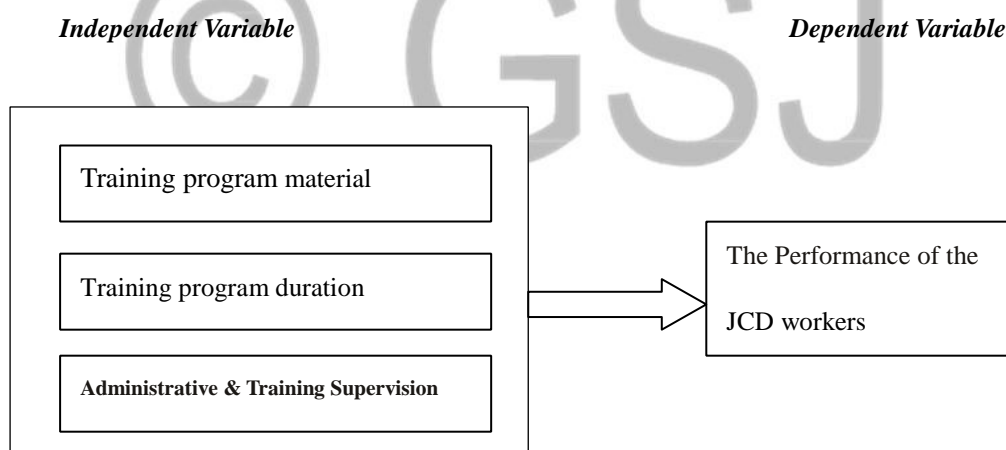 Independent Variable
Dependent Variable
© GSJ
Training program material
Training program duration
Administrative & Training Supervision
The Performance of the
JCD workers